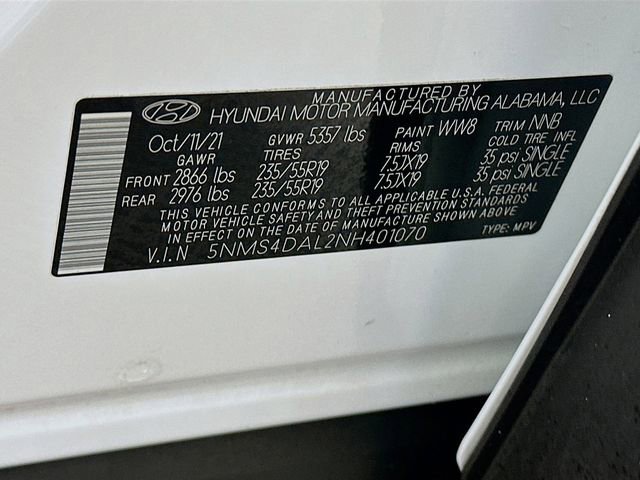 MANUFACTURED BY
HYUNDAI MOTOR MANUFACTURING ALABAMA, LLC
Oct/11/21 GVWR 5357 lbs PAINT WW8 TRIM NNB
GAWR TIRES RIMS COLD TIRE INFL
FRONT 2866 lbs 235/55R19 7.5JX19 35 psi SINGLE
REAR 2976 lbs 235/55R19 7.5JX19 35 psi SINGLE
THIS VEHICLE CONFORMS TO ALL APPLICABLE U.S.A. FEDERAL
MOTOR VEHICLE SAFETY AND THEFT PREVENTION STANDARDS
IN EFFECT ON THE DATE OF MANUFACTURE SHOWN ABOVE.
V.I.N 5NMS4DAL2NH401070 TYPE: MPV